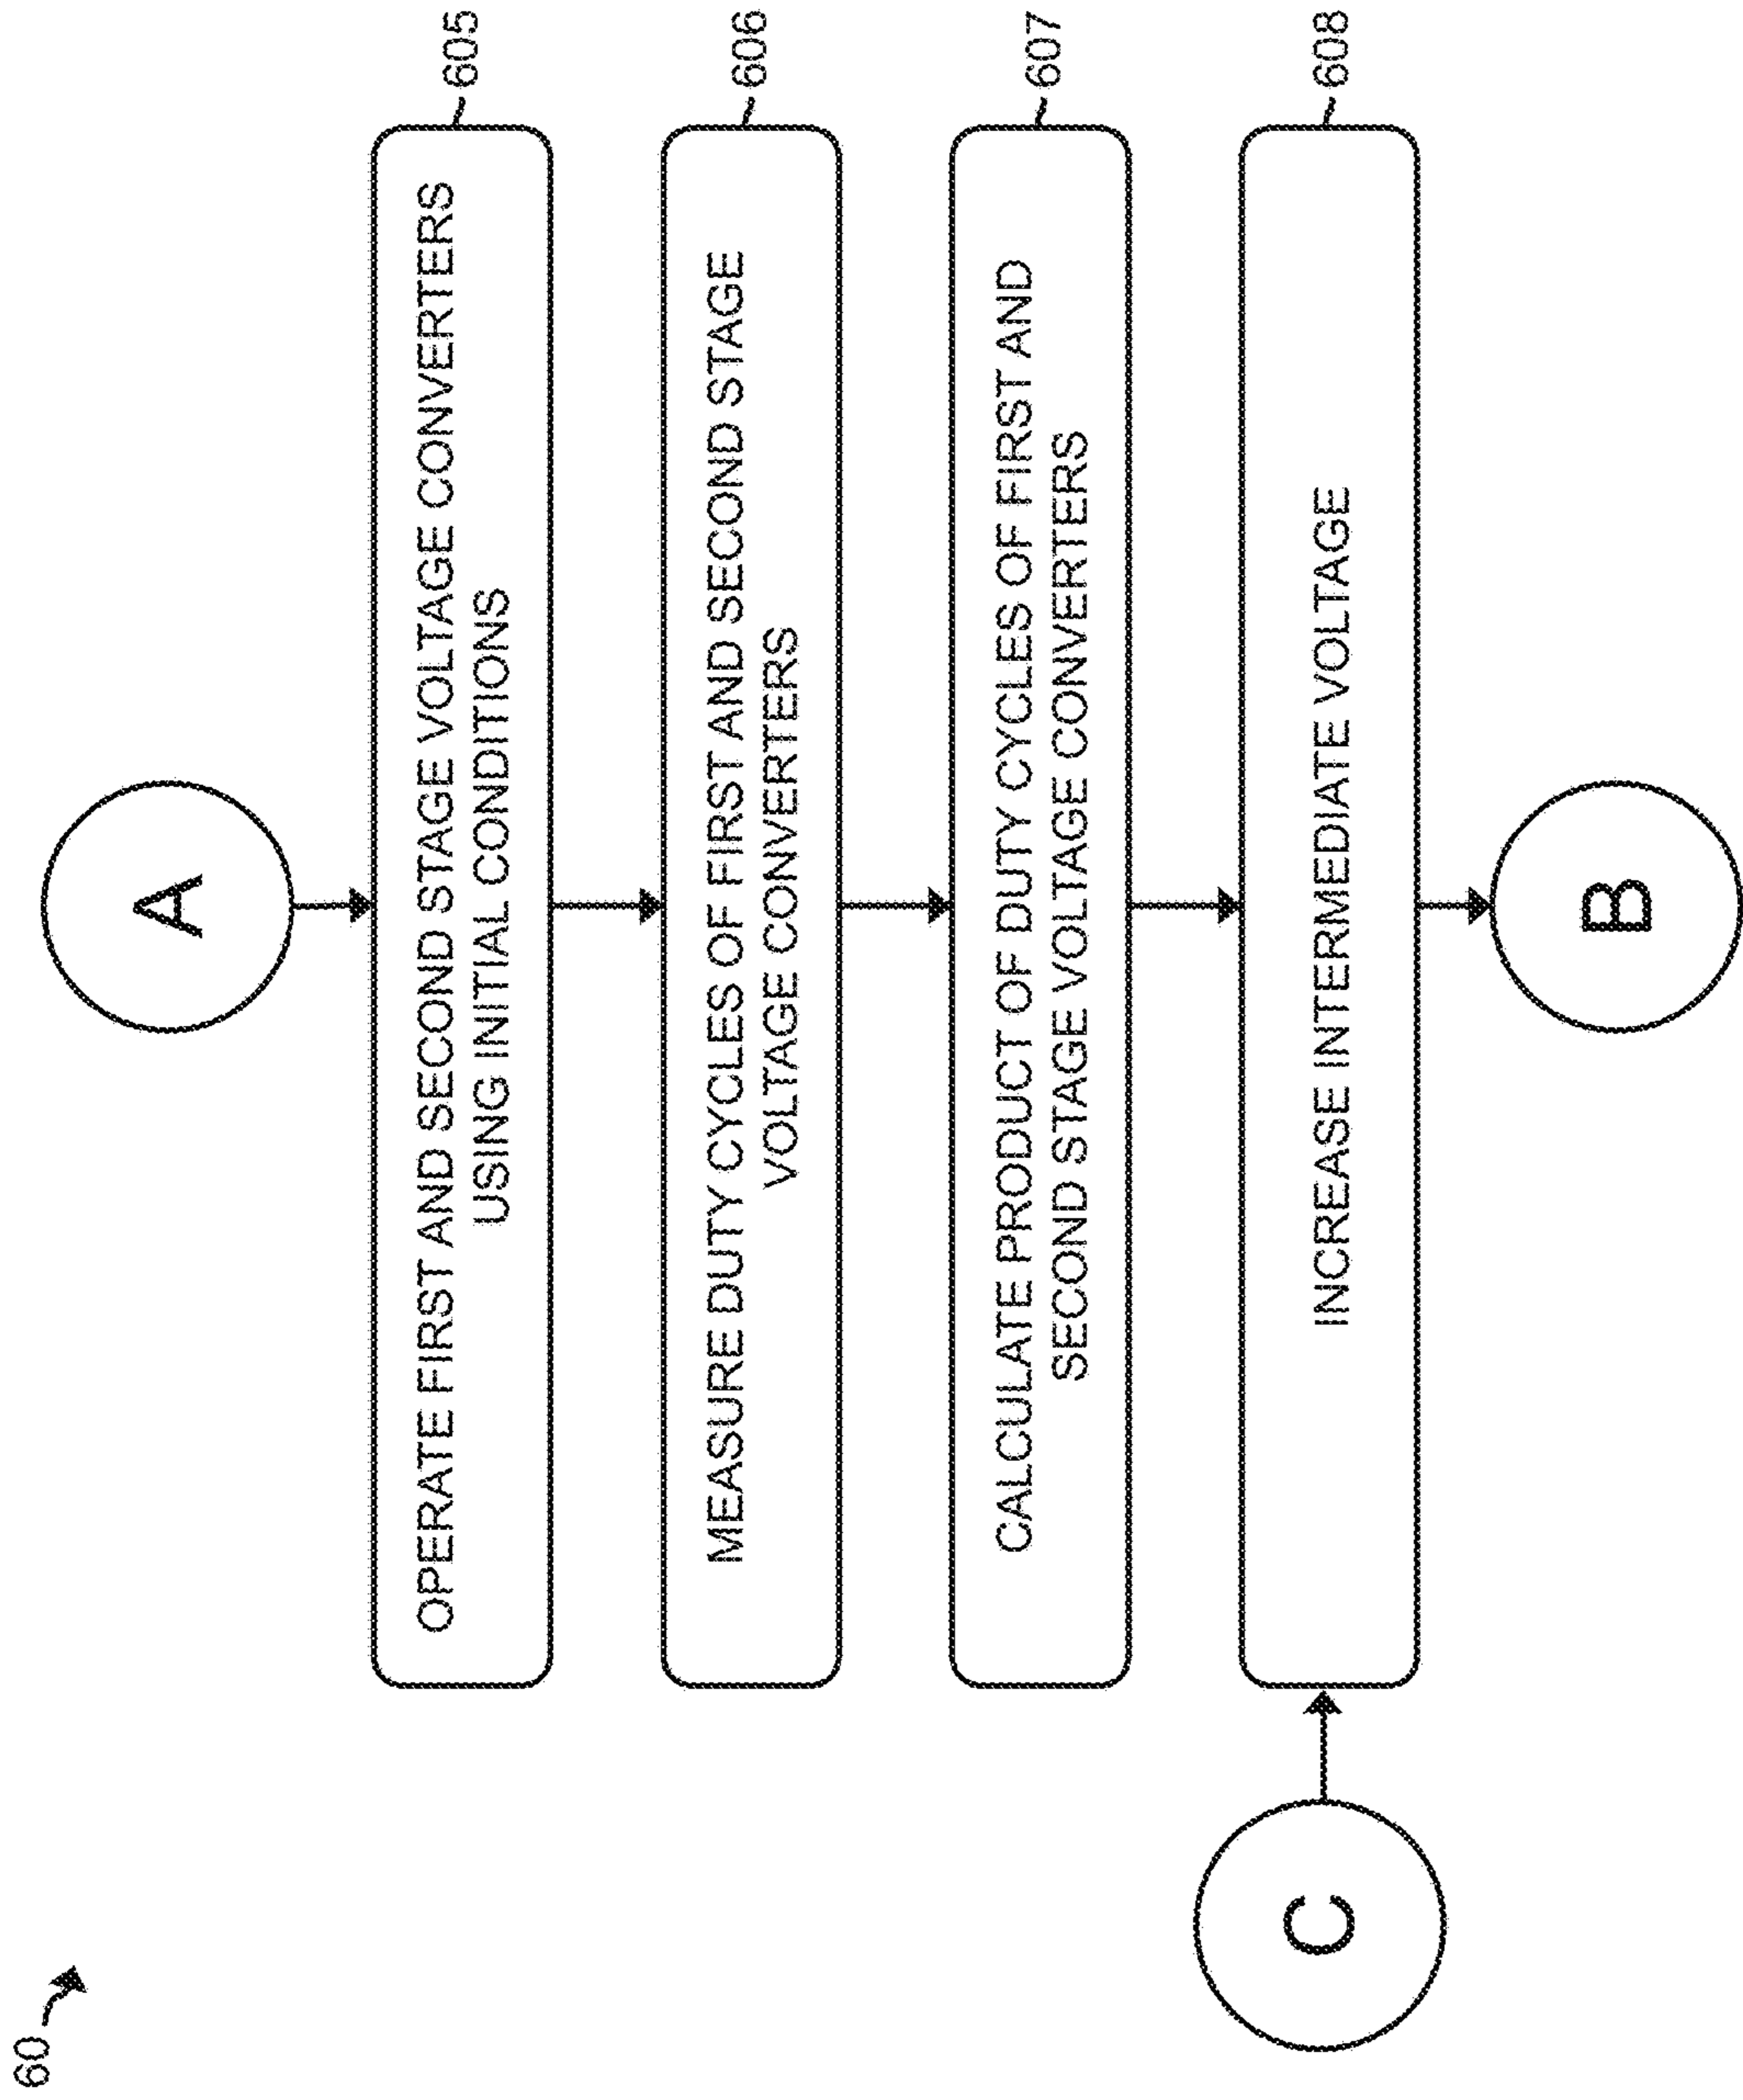 60
A
OPERATE FIRST AND SECOND STAGE VOLTAGE CONVERTERS
USING INITIAL CONDITIONS
605
MEASURE DUTY CYCLES OF FIRST AND SECOND STAGE
VOLTAGE CONVERTERS
606
CALCULATE PRODUCT OF DUTY CYCLES OF FIRST AND
SECOND STAGE VOLTAGE CONVERTERS
607
C
INCREASE INTERMEDIATE VOLTAGE
608
B